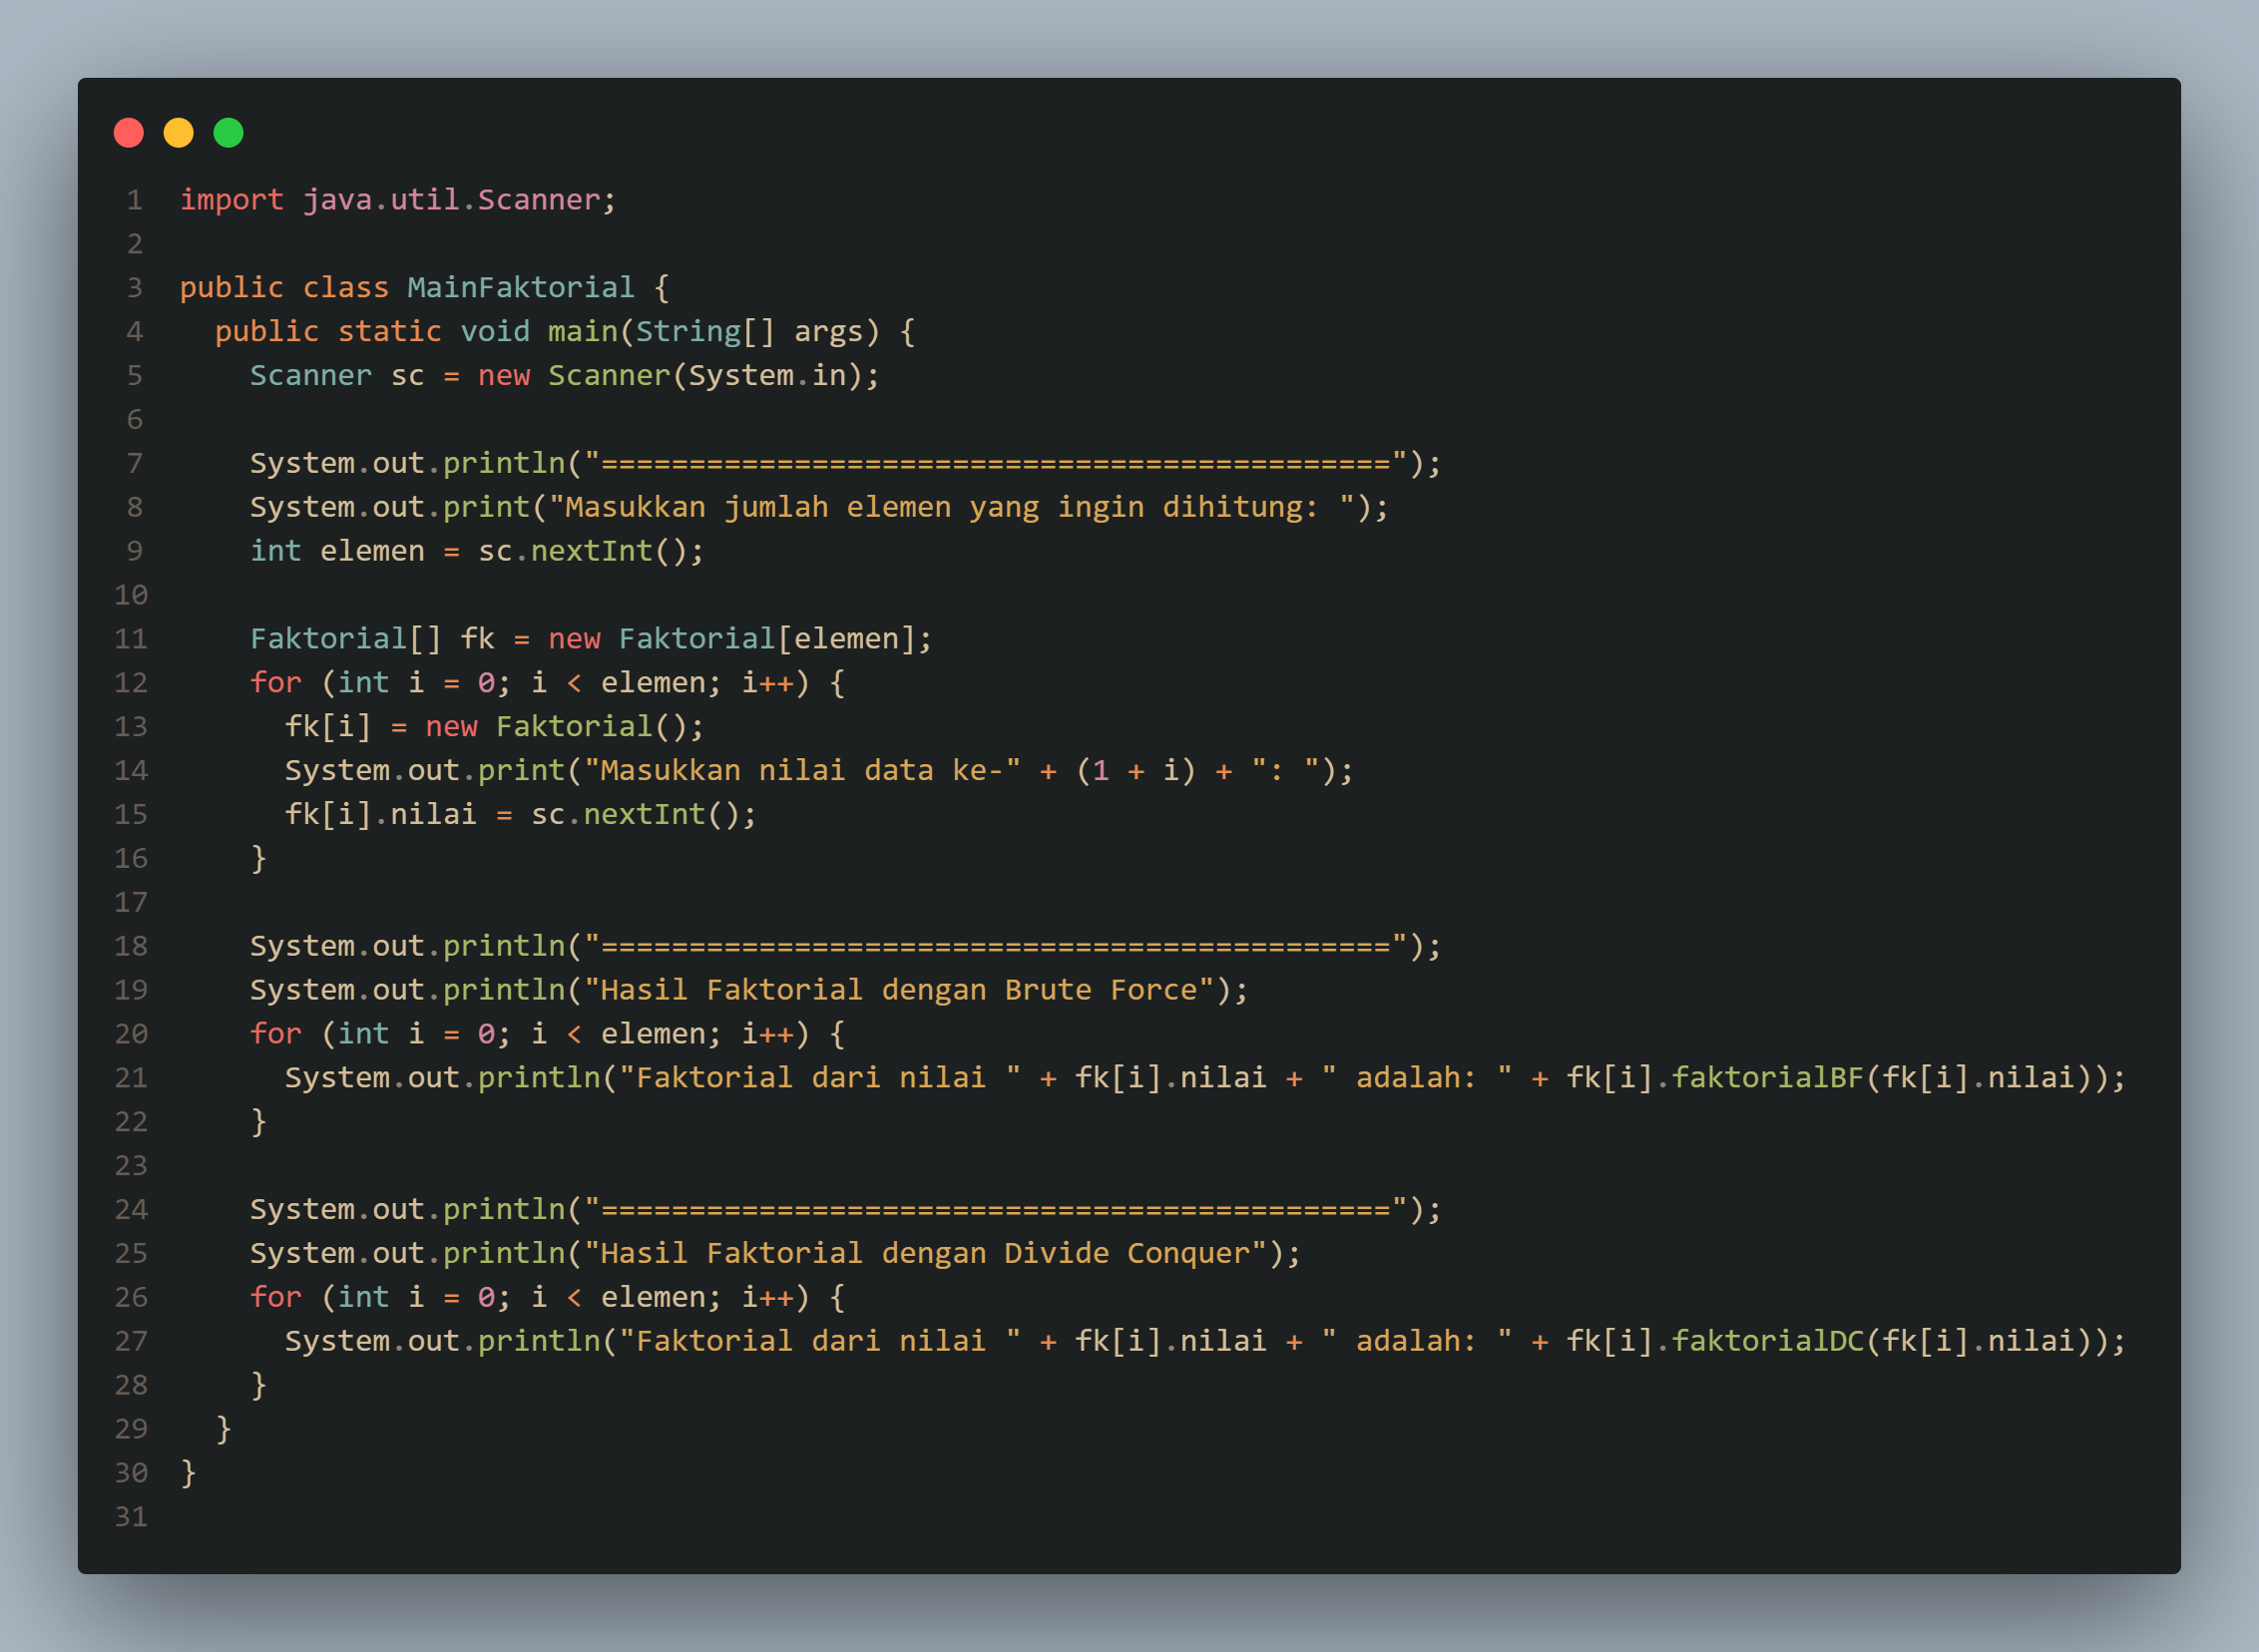 1 import java.util.Scanner;
2
3 public class MainFaktorial {
4   public static void main(String[] args) {
5     Scanner sc = new Scanner(System.in);
6
7     System.out.println("=============================================");
8     System.out.print("Masukkan jumlah elemen yang ingin dihitung: ");
9     int elemen = sc.nextInt();
10
11     Faktorial[] fk = new Faktorial[elemen];
12     for (int i = 0; i < elemen; i++) {
13       fk[i] = new Faktorial();
14       System.out.print("Masukkan nilai data ke-" + (1 + i) + ": ");
15       fk[i].nilai = sc.nextInt();
16     }
17
18     System.out.println("=============================================");
19     System.out.println("Hasil Faktorial dengan Brute Force");
20     for (int i = 0; i < elemen; i++) {
21       System.out.println("Faktorial dari nilai " + fk[i].nilai + " adalah: " + fk[i].faktorialBF(fk[i].nilai));
22     }
23
24     System.out.println("=============================================");
25     System.out.println("Hasil Faktorial dengan Divide Conquer");
26     for (int i = 0; i < elemen; i++) {
27       System.out.println("Faktorial dari nilai " + fk[i].nilai + " adalah: " + fk[i].faktorialDC(fk[i].nilai));
28     }
29   }
30 }
31